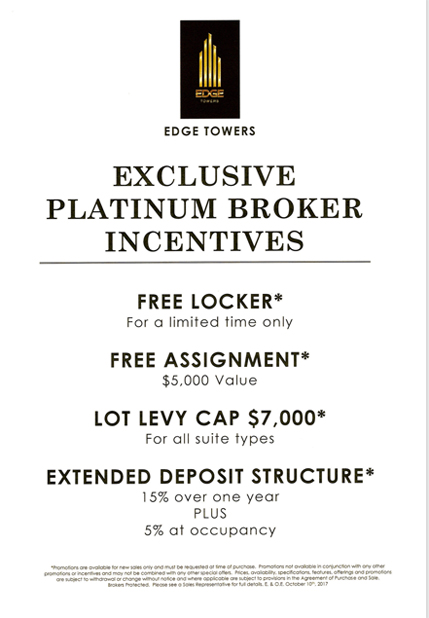 EDGE
TOWERS
EDGE TOWERS
EXCLUSIVE
PLATINUM BROKER
INCENTIVES
FREE LOCKER*
For a limited time only
FREE ASSIGNMENT*
$5,000 Value
LOT LEVY CAP $7,000*
For all suite types
EXTENDED DEPOSIT STRUCTURE*
15% over one year
PLUS
5% at occupancy
*Promotions are available for new sales only and must be requested at time of purchase. Promotions not available in conjunction with any other
promotions or incentives and may not be combined with any other special offers. Prices, availability, specifications, features, offerings and promotions
are subject to withdrawal or change without notice and where applicable are subject to provisions in the Agreement of Purchase and Sale.
Brokers Protected. Please see a Sales Representative for full details. E. & O.E. October 10th, 2017